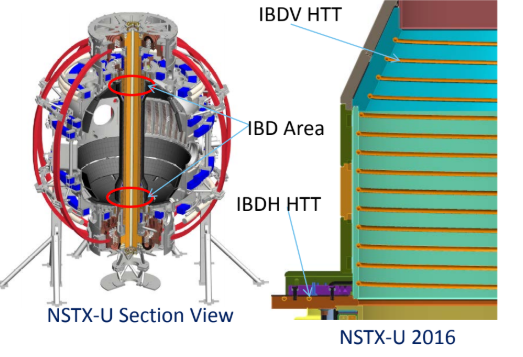 IBDV HTT
IBD Area
IBDH HTT
NSTX-U Section View
NSTX-U 2016